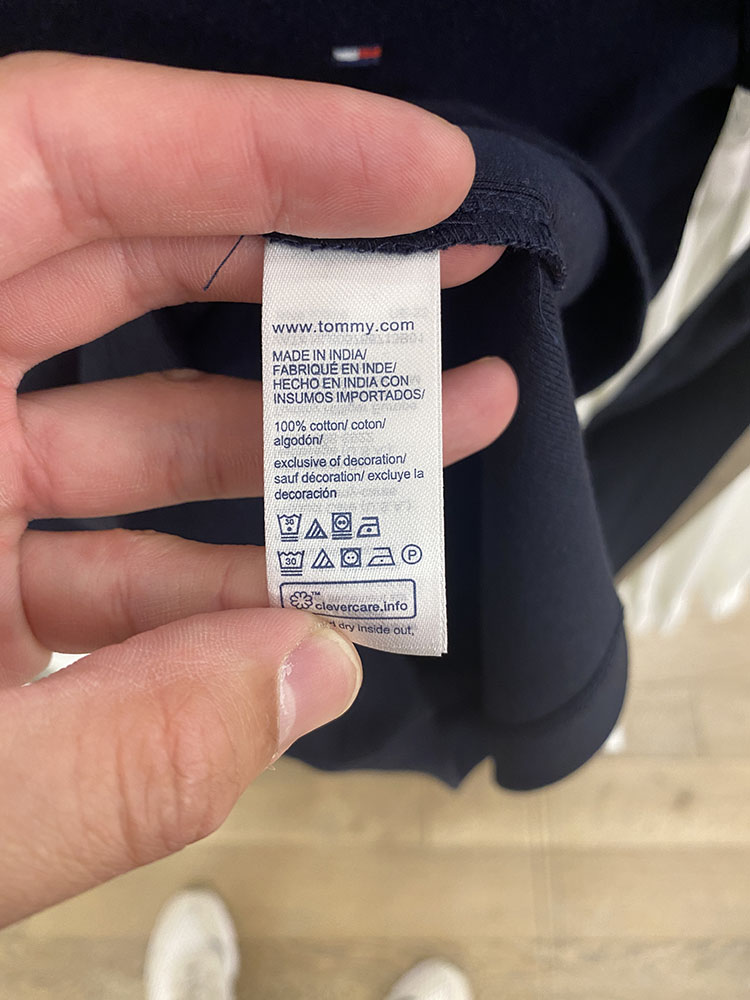 www.tommy.com
MADE IN INDIA/
FABRIQUÉ EN INDE/
HECHO EN INDIA CON
INSUMOS IMPORTADOS/
100% cotton/ coton/
algodón/
exclusive of decoration/
sauf décoration/ excluye la
decoración
30
30 P
clevercare.info™
dry inside out,